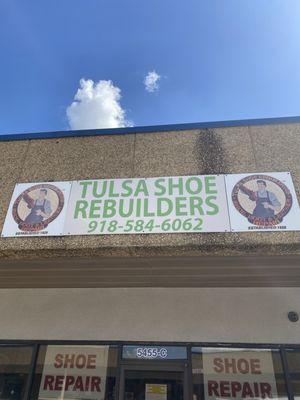 TULSA SHOE
REBUILDERS
918-584-6062
5455-C
SHOE
REPAIR
SHOE
REPAIR